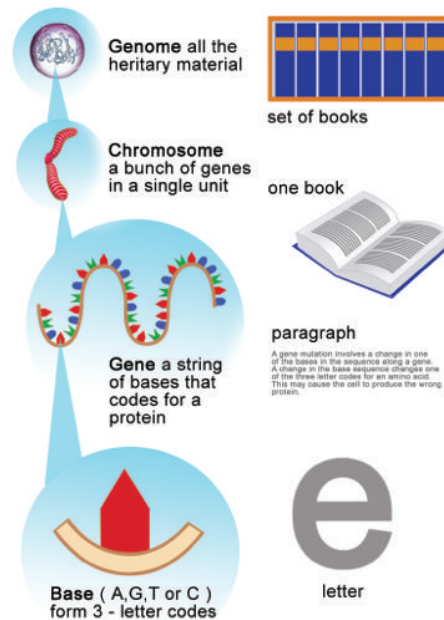 Genome all the
heritary material
set of books
Chromosome
a bunch of genes
in a single unit
one book
Gene a string
of bases that
codes for a
protein
paragraph
A gene mutation involves a change in one
of the bases in the sequence along a gene.
A change in the base sequence changes one
of the three letter codes for an amino acid.
This may cause the cell to produce the wrong
protein.
Base ( A,G,T or C )
form 3 - letter codes
e
letter